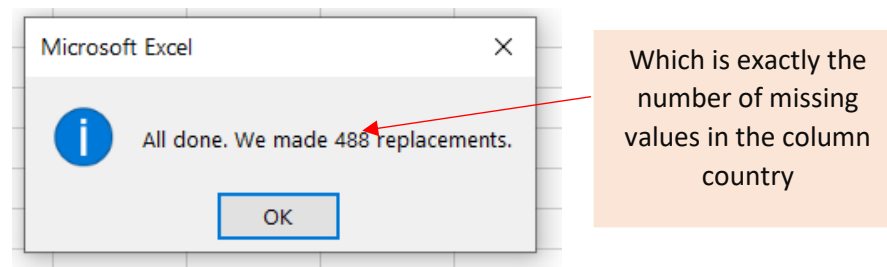 Microsoft Excel
All done. We made 488 replacements.
OK
Which is exactly the
number of missing
values in the column
country